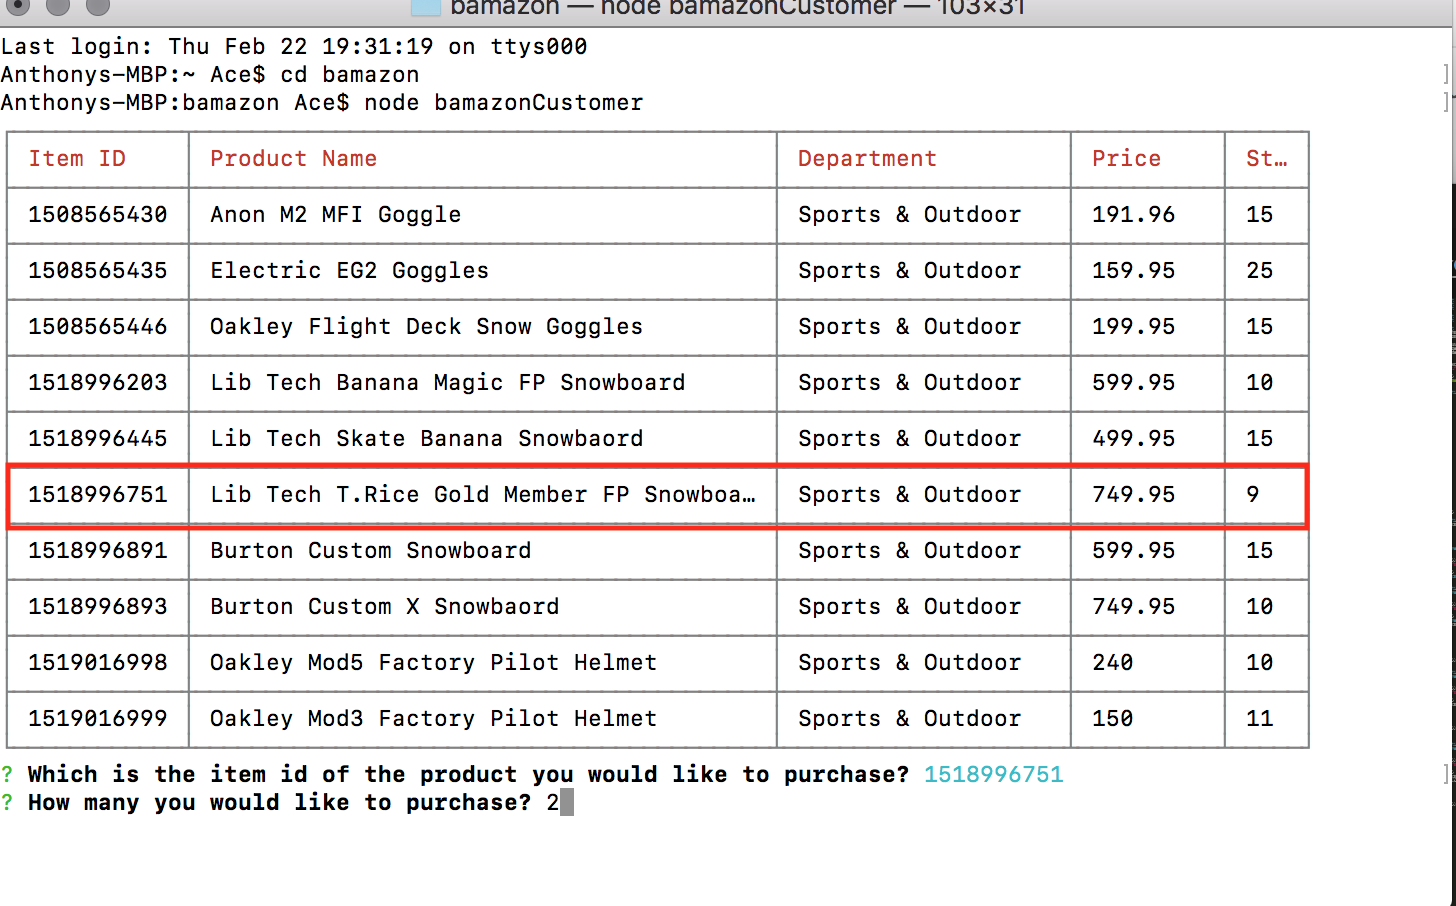 bamazon — node bamazonCustomer — 103×31
Last login: Thu Feb 22 19:31:19 on ttys000
Anthonys-MBP:~ Ace$ cd bamazon
Anthonys-MBP:bamazon Ace$ node bamazonCustomer
Item ID Product Name Department Price St…
1508565430 Anon M2 MFI Goggle Sports & Outdoor 191.96 15
1508565435 Electric EG2 Goggles Sports & Outdoor 159.95 25
1508565446 Oakley Flight Deck Snow Goggles Sports & Outdoor 199.95 15
1518996203 Lib Tech Banana Magic FP Snowboard Sports & Outdoor 599.95 10
1518996445 Lib Tech Skate Banana Snowbaord Sports & Outdoor 499.95 15
1518996751 Lib Tech T.Rice Gold Member FP Snowboa… Sports & Outdoor 749.95 9
1518996891 Burton Custom Snowboard Sports & Outdoor 599.95 15
1518996893 Burton Custom X Snowbaord Sports & Outdoor 749.95 10
1519016998 Oakley Mod5 Factory Pilot Helmet Sports & Outdoor 240 10
1519016999 Oakley Mod3 Factory Pilot Helmet Sports & Outdoor 150 11
? Which is the item id of the product you would like to purchase? 1518996751
? How many you would like to purchase? 2